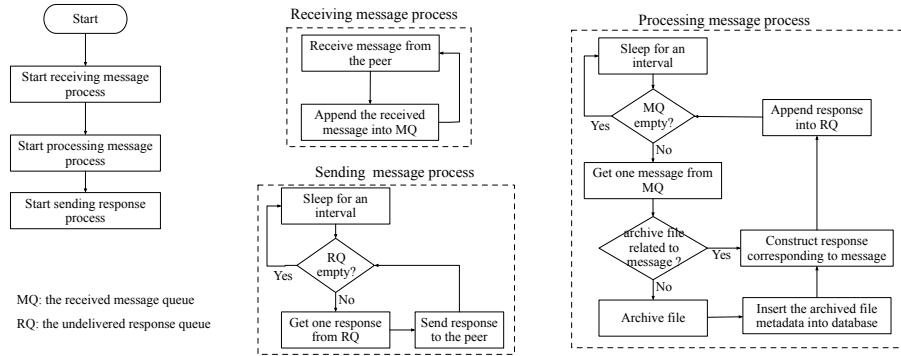 Start
Start receiving message
process
Start processing message
process
Start sending response
process
MQ: the received message queue
RQ: the undelivered response queue
Receiving message process
Receive message from
the peer
Append the received
message into MQ
Sending message process
Sleep for an
interval
RQ
empty?
Yes
No
Get one response
from RQ
Send response
to the peer
Processing message process
Sleep for an
interval
MQ
empty?
Yes
No
Append response
into RQ
Get one message from
MQ
archive file
related to
message ?
Yes
No
Construct response
corresponding to message
Archive file
Insert the archived file
metadata into database